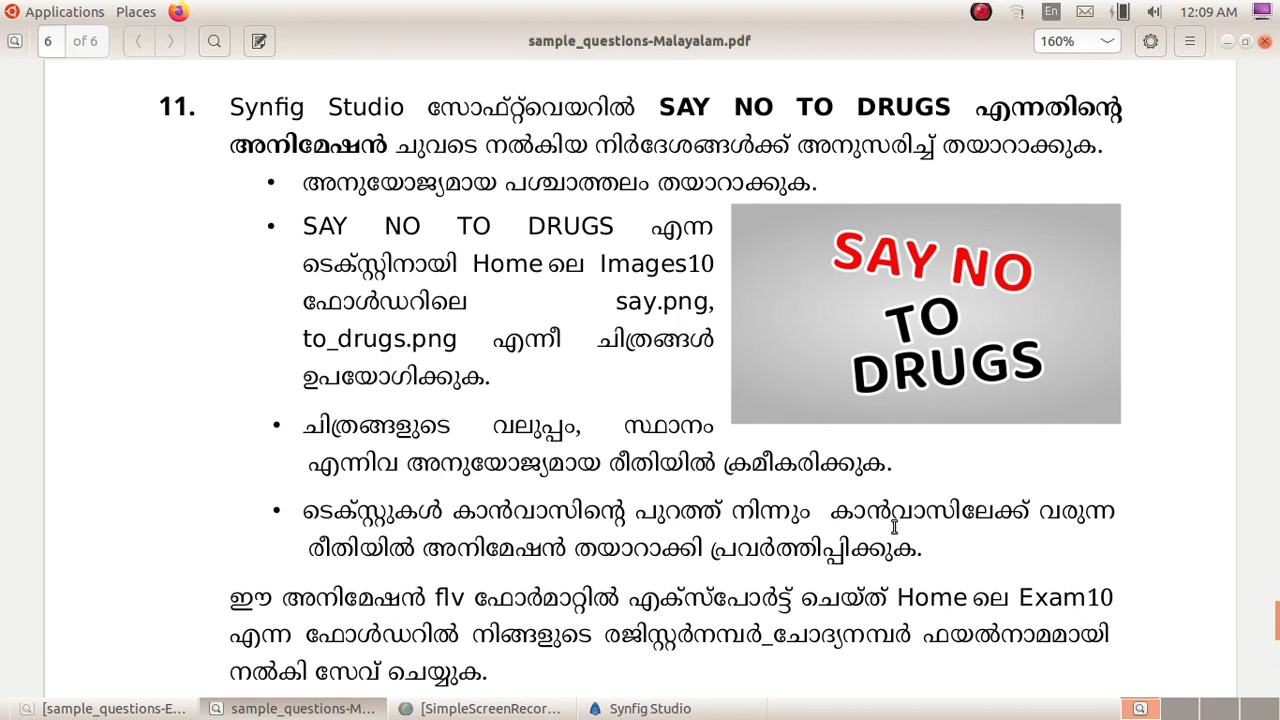 Applications Places En 12:09 AM
6 of 6 sample_questions-Malayalam.pdf 160%
11. Synfig Studio സോഫ്റ്റ്‌വെയറിൽ SAY NO TO DRUGS എന്നതിന്റെ
അനിമേഷൻ ചുവടെ നൽകിയ നിർദേശങ്ങൾക്ക് അനുസരിച്ച് തയാറാക്കുക.
• അനുയോജ്യമായ പശ്ചാത്തലം തയാറാക്കുക.
• SAY NO TO DRUGS എന്ന
ടെക്സ്റ്റിനായി Home ലെ Images10
ഫോൾഡറിലെ say.png,
to_drugs.png എന്നീ ചിത്രങ്ങൾ
ഉപയോഗിക്കുക.
SAY NO
TO
DRUGS
• ചിത്രങ്ങളുടെ വലുപ്പം, സ്ഥാനം
എന്നിവ അനുയോജ്യമായ രീതിയിൽ ക്രമീകരിക്കുക.
• ടെക്സ്റ്റുകൾ കാൻവാസിന്റെ പുറത്ത് നിന്നും കാൻവാസിലേക്ക് വരുന്ന
രീതിയിൽ അനിമേഷൻ തയാറാക്കി പ്രവർത്തിപ്പിക്കുക.
ഈ അനിമേഷൻ flv ഫോർമാറ്റിൽ എക്സ്പോർട്ട് ചെയ്ത് Home ലെ Exam10
എന്ന ഫോൾഡറിൽ നിങ്ങളുടെ രജിസ്റ്റർനമ്പർ_ചോദ്യനമ്പർ ഫയൽനാമമായി
നൽകി സേവ് ചെയ്യുക.
[sample_questions-E... sample_questions-M... [SimpleScreenRecor... Synfig Studio